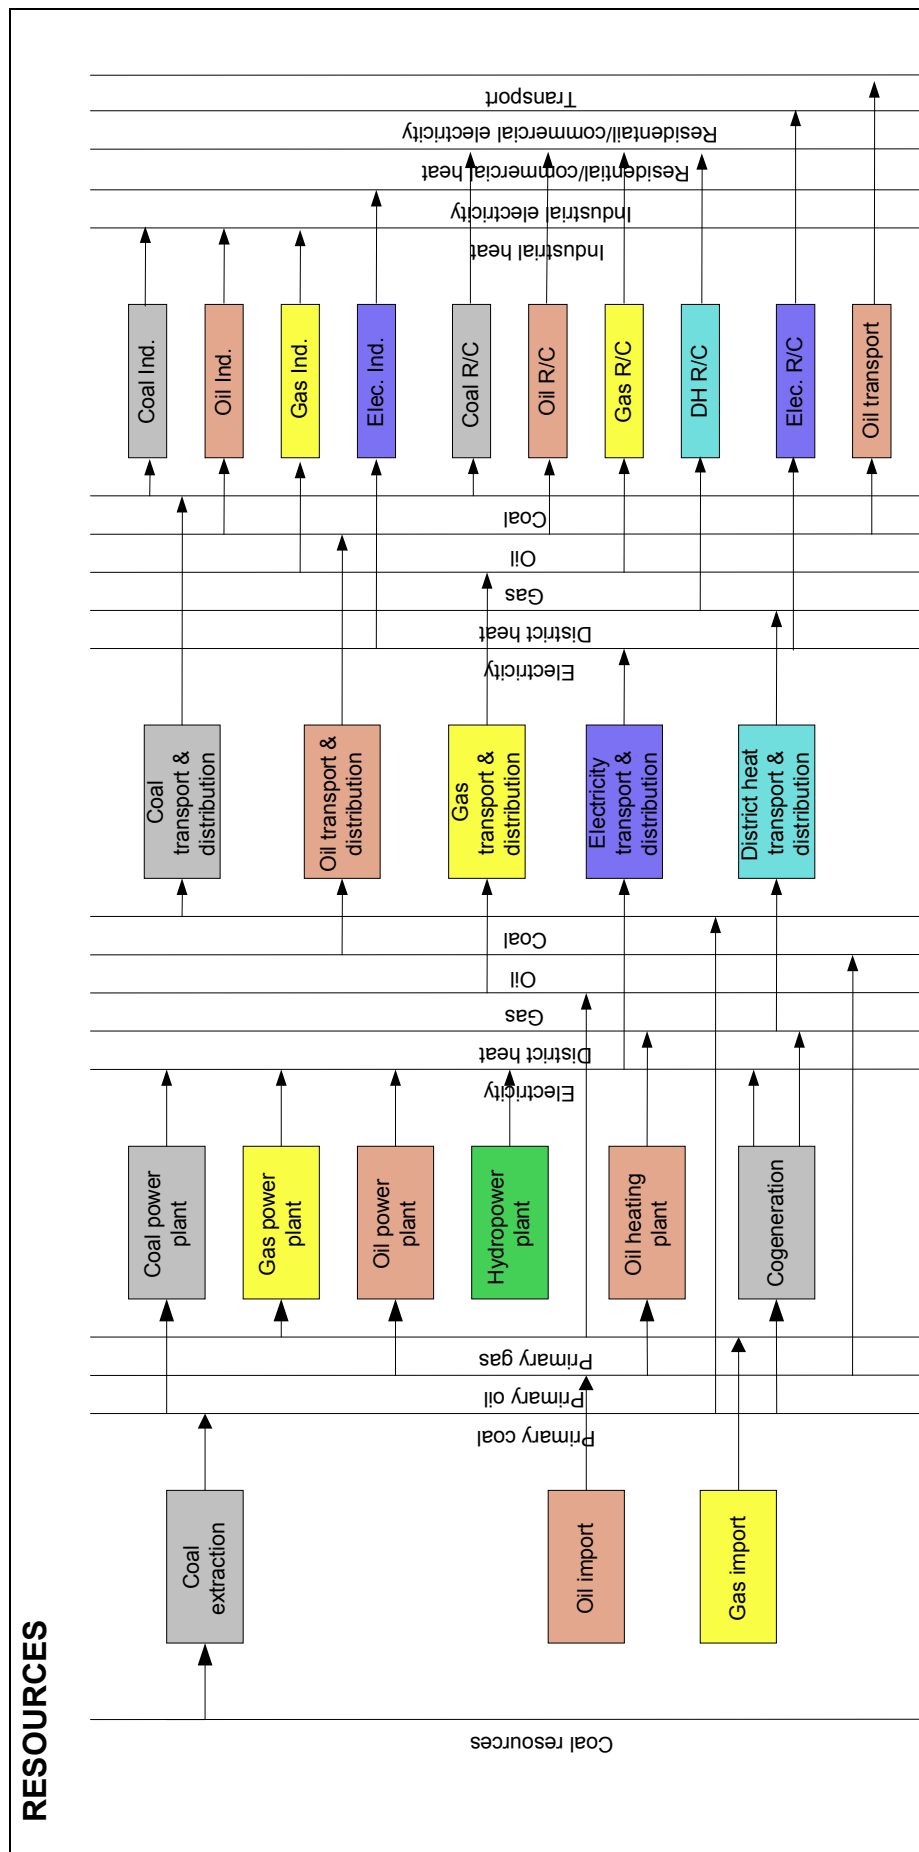 RESOURCES
Coal resources
Coal
extraction
Oil import
Gas import
Primary coal
Primary oil
Primary gas
Coal power
plant
Gas power
plant
Oil power
plant
Hydropower
plant
Oil heating
plant
Cogeneration
Electricity
District heat
Gas
Oil
Coal
Coal
transport &
distribution
Oil transport &
distribution
Gas
transport &
distribution
Electricity
transport &
distribution
District heat
transport &
distribution
Electricity
District heat
Gas
Oil
Coal
Coal Ind.
Oil Ind.
Gas Ind.
Elec. Ind.
Coal R/C
Oil R/C
Gas R/C
DH R/C
Elec. R/C
Oil transport
Industrial heat
Industrial electricity
Residential/commercial heat
Residentail/commercial electricity
Transport